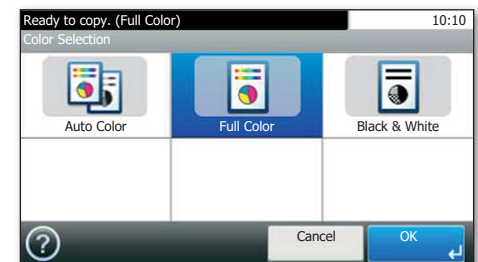 Ready to copy. (Full Color) 10:10
Color Selection
Auto Color Full Color Black & White
? Cancel OK